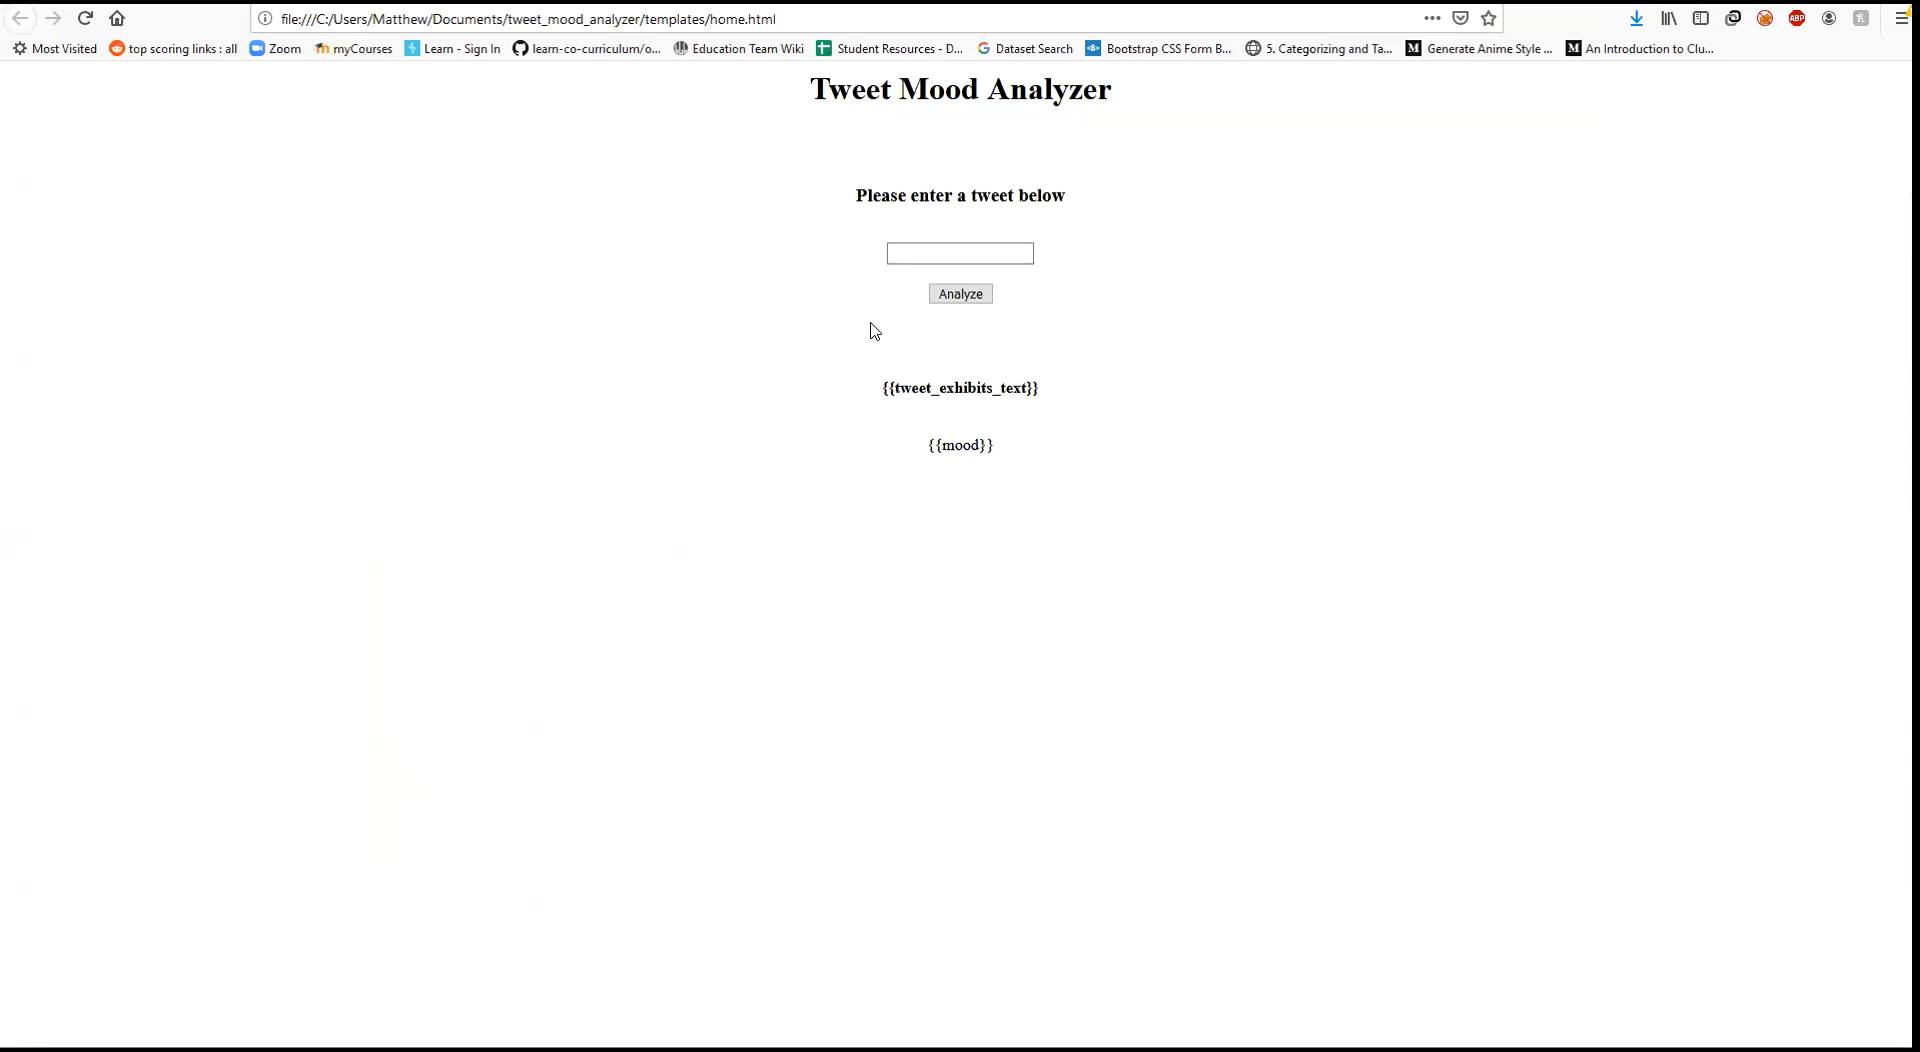 file:///C:/Users/Matthew/Documents/tweet_mood_analyzer/templates/home.html
Most Visited top scoring links : all Zoom myCourses Learn - Sign In learn-co-curriculum/o... Education Team Wiki Student Resources - D... Dataset Search Bootstrap CSS Form B... 5. Categorizing and Ta... Generate Anime Style ... An Introduction to Clu...
Tweet Mood Analyzer
Please enter a tweet below
Analyze
{{tweet_exhibits_text}}
{{mood}}